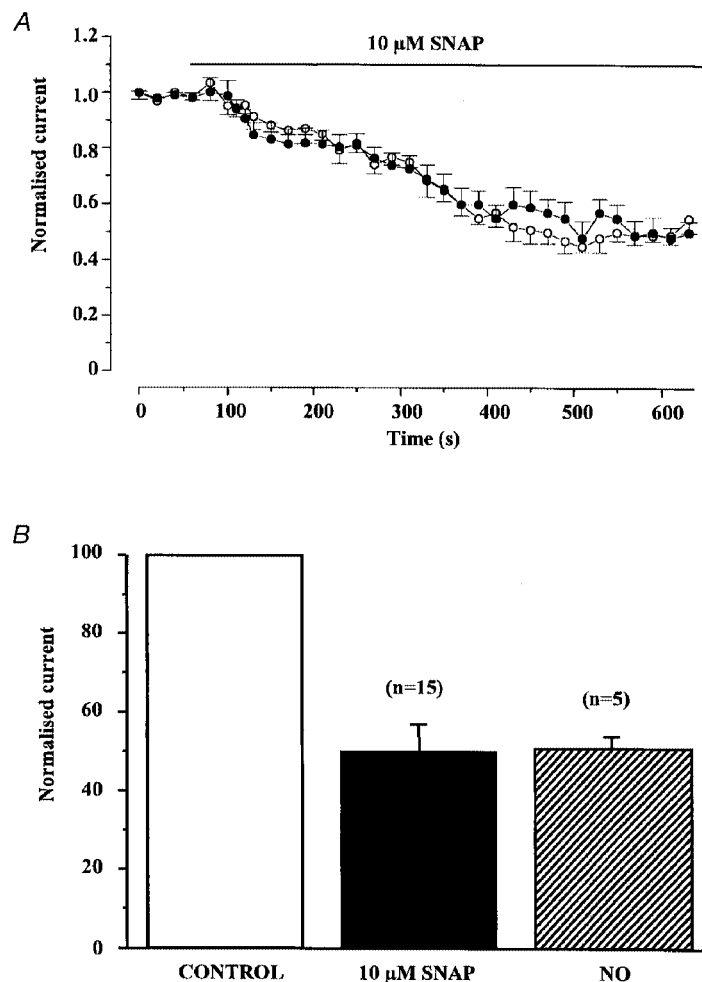 A
10 µM SNAP
1.2
1.0
0.8
0.6
0.4
0.2
0
Normalised current
0 100 200 300 400 500 600
Time (s)
B
100
80
60
40
20
0
Normalised current
(n=15)
(n=5)
CONTROL 10 µM SNAP NO